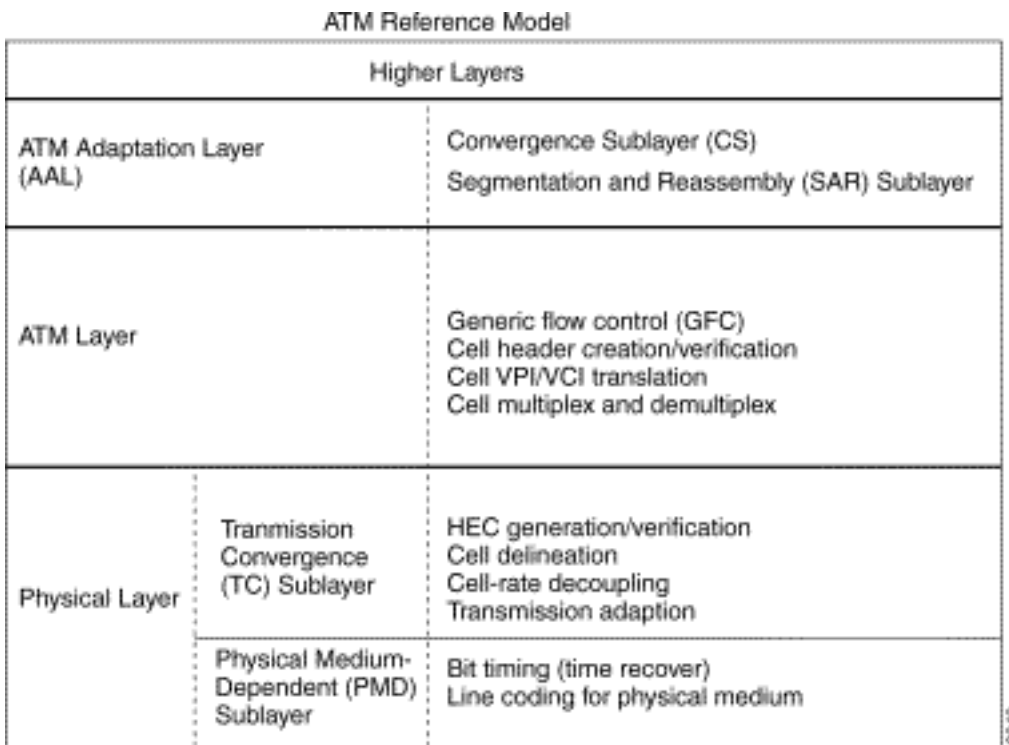 ATM Reference Model
Higher Layers
ATM Adaptation Layer
(AAL)
Convergence Sublayer (CS)
Segmentation and Reassembly (SAR) Sublayer
ATM Layer
Generic flow control (GFC)
Cell header creation/verification
Cell VPI/VCI translation
Cell multiplex and demultiplex
Physical Layer
Tranmission
Convergence
(TC) Sublayer
HEC generation/verification
Cell delineation
Cell-rate decoupling
Transmission adaption
Physical Medium-
Dependent (PMD)
Sublayer
Bit timing (time recover)
Line coding for physical medium